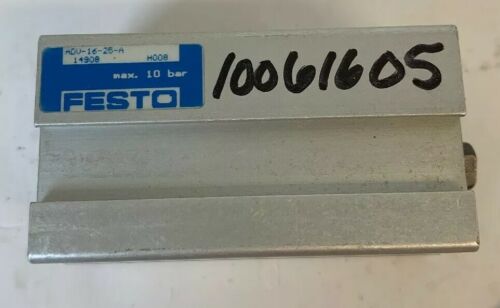 ADV-16-25-A
14908 H008
max. 10 bar
FESTO
10061605